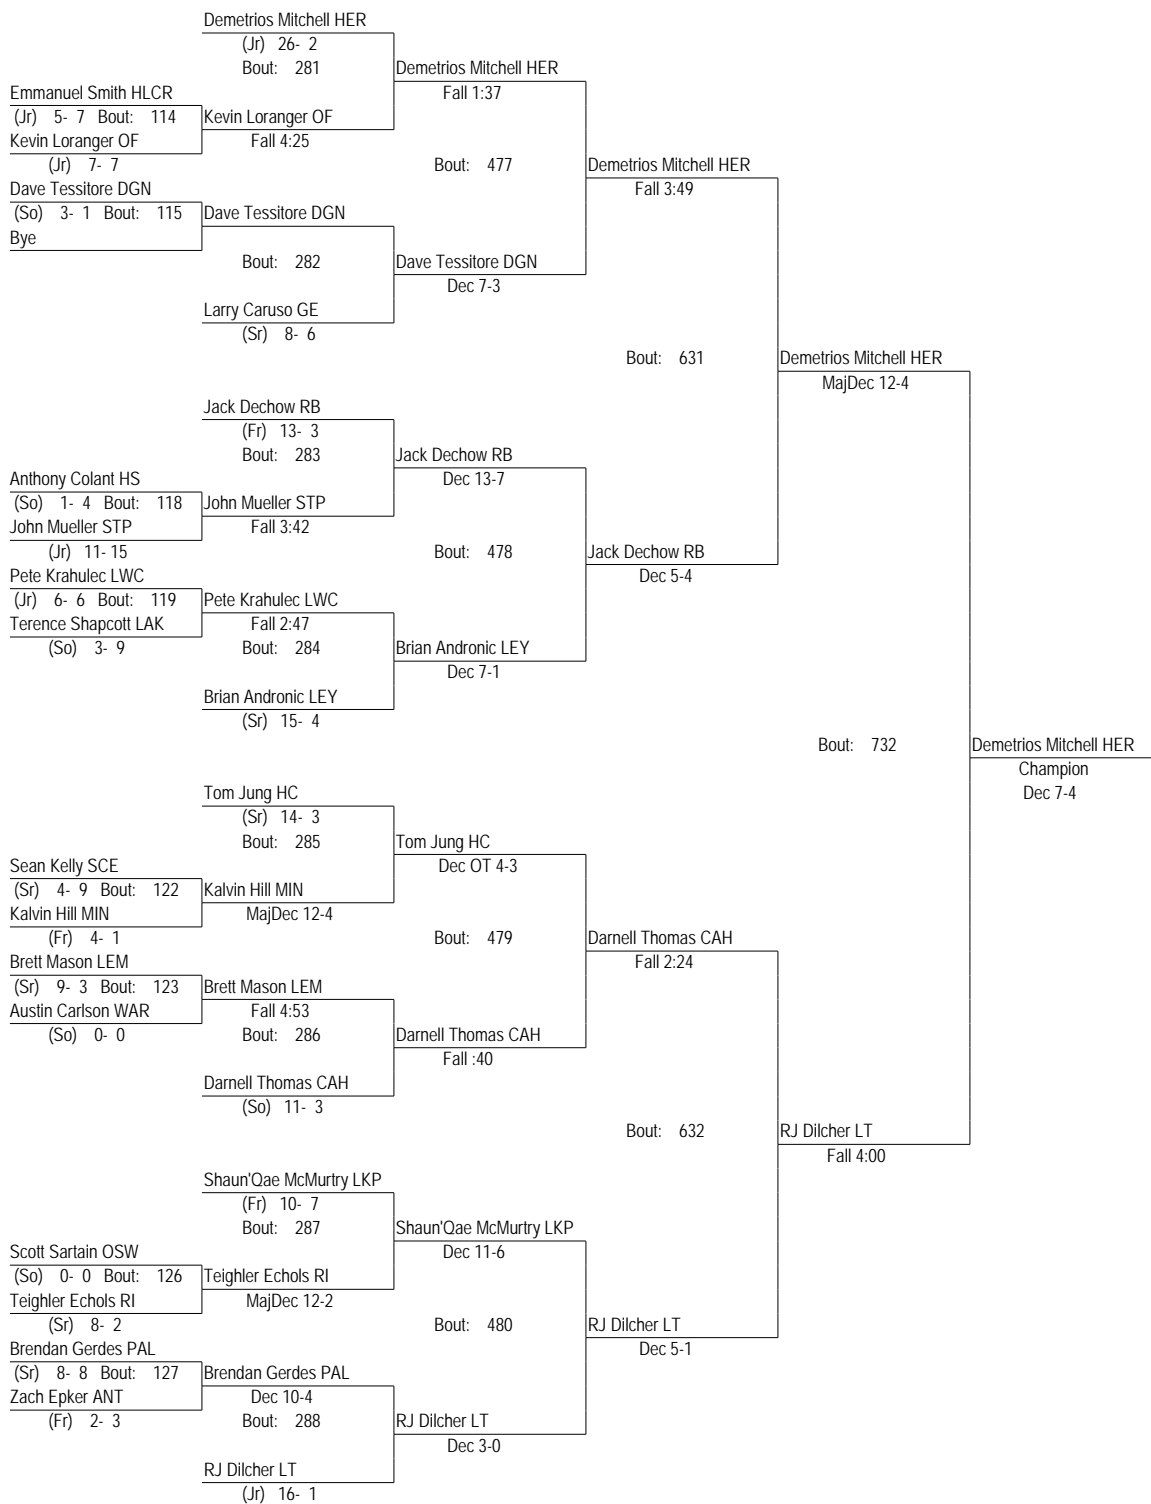 Demetrios Mitchell HER
(Jr) 26- 2
Bout: 281
Demetrios Mitchell HER
Fall 1:37
Emmanuel Smith HLCR
(Jr) 5- 7 Bout: 114
Kevin Loranger OF
Kevin Loranger OF
Fall 4:25
(Jr) 7- 7
Bout: 477
Demetrios Mitchell HER
Fall 3:49
Dave Tessitore DGN
(So) 3- 1 Bout: 115
Dave Tessitore DGN
Bye
Bout: 282
Dave Tessitore DGN
Dec 7-3
Larry Caruso GE
(Sr) 8- 6
Bout: 631
Demetrios Mitchell HER
MajDec 12-4
Jack Dechow RB
(Fr) 13- 3
Bout: 283
Jack Dechow RB
Dec 13-7
Anthony Colant HS
(So) 1- 4 Bout: 118
John Mueller STP
John Mueller STP
Fall 3:42
(Jr) 11- 15
Bout: 478
Jack Dechow RB
Dec 5-4
Pete Krahulec LWC
(Jr) 6- 6 Bout: 119
Pete Krahulec LWC
Terence Shapcott LAK
Fall 2:47
(So) 3- 9
Bout: 284
Brian Andronic LEY
Dec 7-1
Brian Andronic LEY
(Sr) 15- 4
Bout: 732
Demetrios Mitchell HER
Champion
Dec 7-4
Tom Jung HC
(Sr) 14- 3
Bout: 285
Tom Jung HC
Dec OT 4-3
Sean Kelly SCE
(Sr) 4- 9 Bout: 122
Kalvin Hill MIN
Kalvin Hill MIN
MajDec 12-4
(Fr) 4- 1
Bout: 479
Darnell Thomas CAH
Fall 2:24
Brett Mason LEM
(Sr) 9- 3 Bout: 123
Brett Mason LEM
Austin Carlson WAR
Fall 4:53
(So) 0- 0
Bout: 286
Darnell Thomas CAH
Fall :40
Darnell Thomas CAH
(So) 11- 3
Bout: 632
RJ Dilcher LT
Fall 4:00
Shaun'Qae McMurtry LKP
(Fr) 10- 7
Bout: 287
Shaun'Qae McMurtry LKP
Dec 11-6
Scott Sartain OSW
(So) 0- 0 Bout: 126
Teighler Echols RI
Teighler Echols RI
MajDec 12-2
(Sr) 8- 2
Bout: 480
RJ Dilcher LT
Dec 5-1
Brendan Gerdes PAL
(Sr) 8- 8 Bout: 127
Brendan Gerdes PAL
Zach Epker ANT
Dec 10-4
(Fr) 2- 3
Bout: 288
RJ Dilcher LT
Dec 3-0
RJ Dilcher LT
(Jr) 16- 1